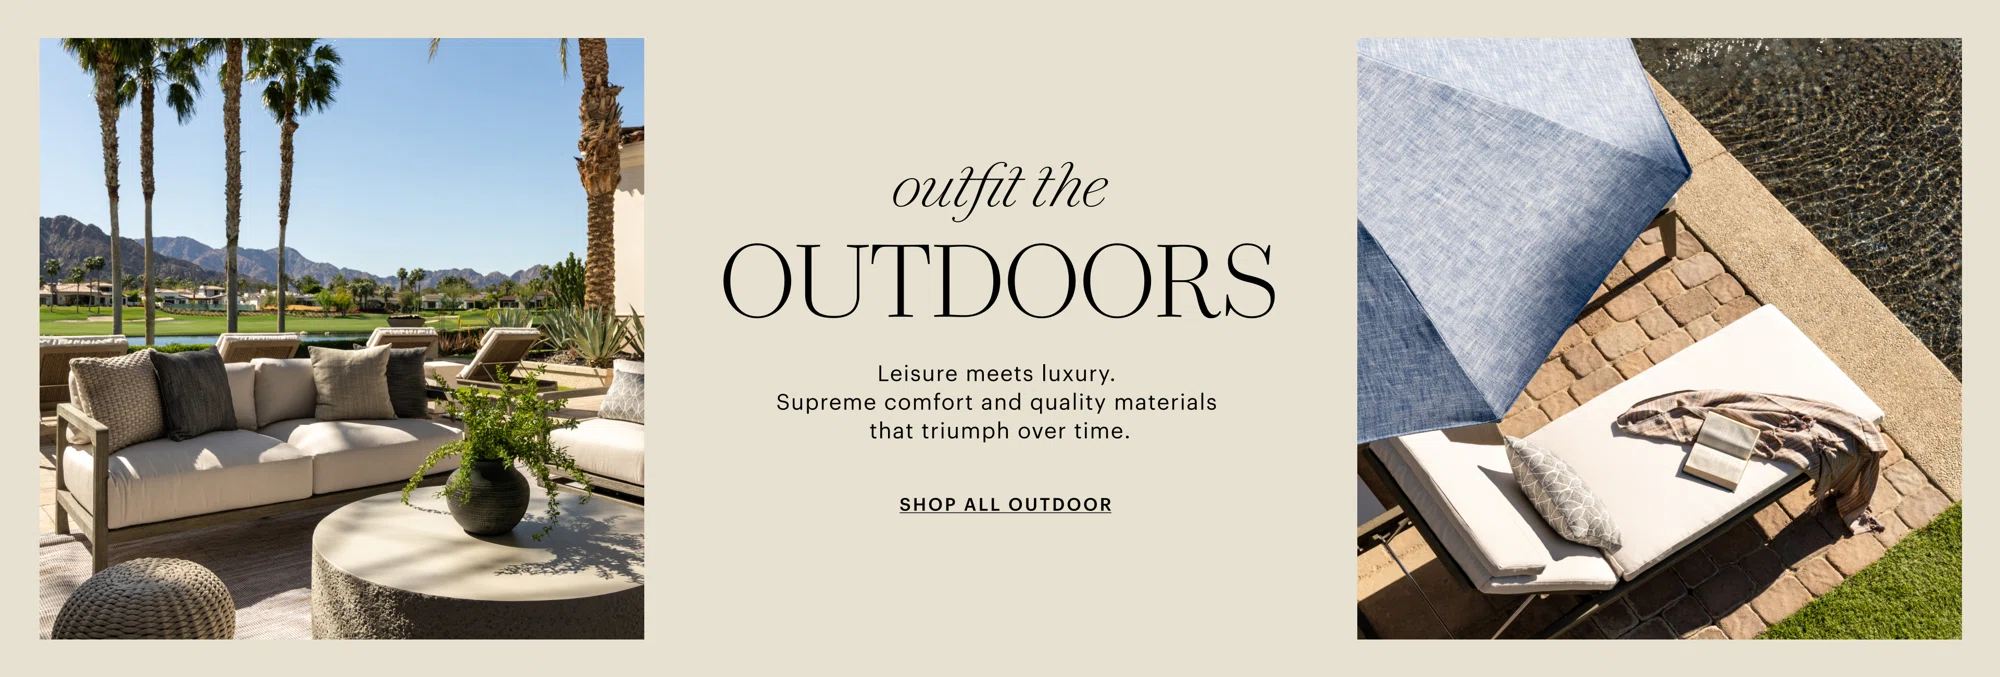 outfit the
OUTDOORS
Leisure meets luxury.
Supreme comfort and quality materials
that triumph over time.
SHOP ALL OUTDOOR